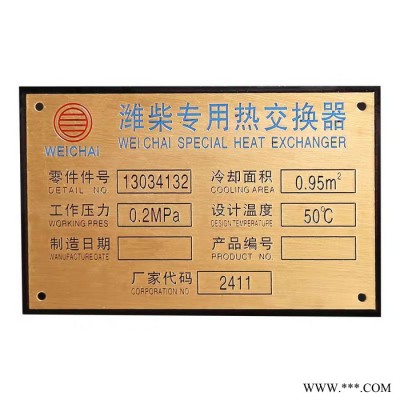 潍柴专用热交换器
WEICHAI
WEI CHAI SPECIAL HEAT EXCHANGER
零件件号 13034132 冷却面积 0.95m²
DETAIL NO. COOLING AREA
工作压力 0.2MPa 设计温度 50℃
WORKING PRES DESIGN TEMPERATURE
制造日期 产品编号
MANUFACTURE DATE PRODUCT NO.
厂家代码 2411
CORPORATION NO
WWW.***.COM